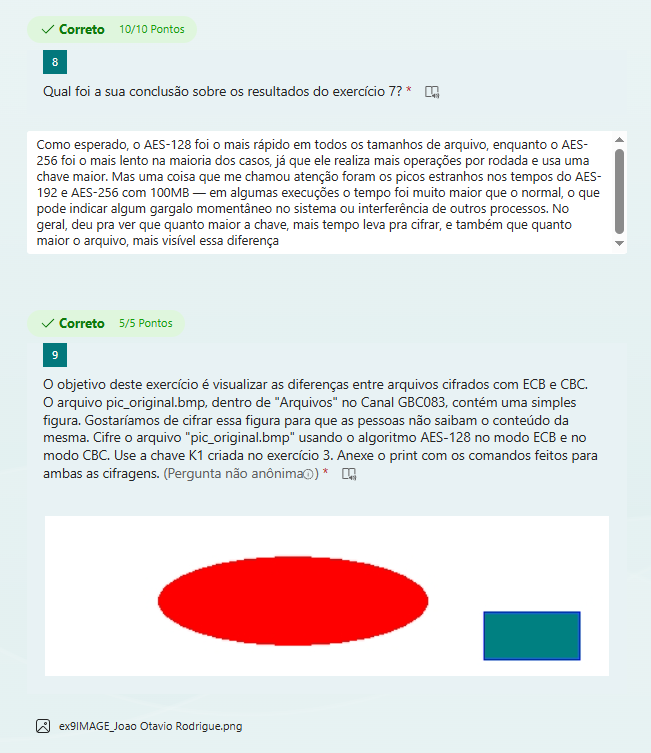 Correto 10/10 Pontos
8
Qual foi a sua conclusão sobre os resultados do exercício 7? *
Como esperado, o AES-128 foi o mais rápido em todos os tamanhos de arquivo, enquanto o AES-
256 foi o mais lento na maioria dos casos, já que ele realiza mais operações por rodada e usa uma
chave maior. Mas uma coisa que me chamou atenção foram os picos estranhos nos tempos do AES-
192 e AES-256 com 100MB — em algumas execuções o tempo foi muito maior que o normal, o que
pode indicar algum gargalo momentâneo no sistema ou interferência de outros processos. No
geral, deu pra ver que quanto maior a chave, mais tempo leva pra cifrar, e também que quanto
maior o arquivo, mais visível essa diferença
Correto 5/5 Pontos
9
O objetivo deste exercício é visualizar as diferenças entre arquivos cifrados com ECB e CBC.
O arquivo pic_original.bmp, dentro de "Arquivos" no Canal GBC083, contém uma simples
figura. Gostaríamos de cifrar essa figura para que as pessoas não saibam o conteúdo da
mesma. Cifre o arquivo "pic_original.bmp" usando o algoritmo AES-128 no modo ECB e no
modo CBC. Use a chave K1 criada no exercício 3. Anexe o print com os comandos feitos para
ambas as cifragens. (Pergunta não anônima) *
ex9IMAGE_Joao Otavio Rodrigue.png